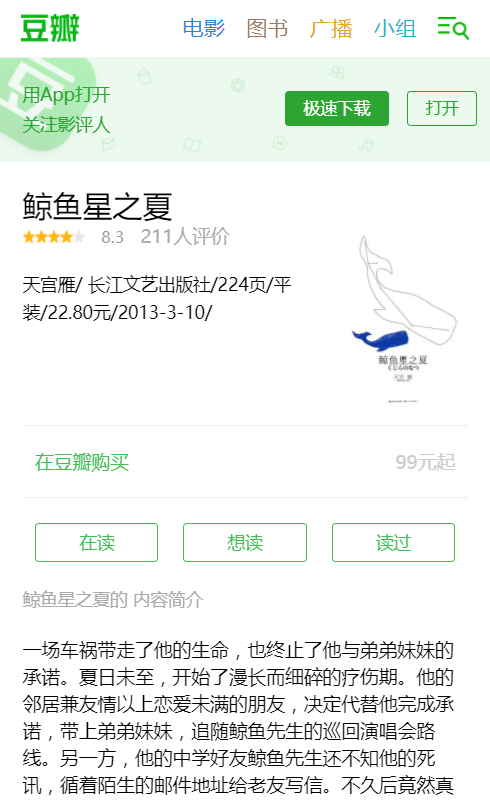 豆瓣
电影 图书 广播 小组
用App打开
关注影评人
极速下载 打开
鲸鱼星之夏
8.3 211人评价
天宫雁/ 长江文艺出版社/224页/平
装/22.80元/2013-3-10/
鲸鱼星之夏
くじらのなつ
在豆瓣购买 99元起
在读 想读 读过
鲸鱼星之夏的 内容简介
一场车祸带走了他的生命，也终止了他与弟弟妹妹的
承诺。夏日未至，开始了漫长而细碎的疗伤期。他的
邻居兼友情以上恋爱未满的朋友，决定代替他完成承
诺，带上弟弟妹妹，追随鲸鱼先生的巡回演唱会路
线。另一方，他的中学好友鲸鱼先生还不知他的死
讯，循着陌生的邮件地址给老友写信。不久后竟然真